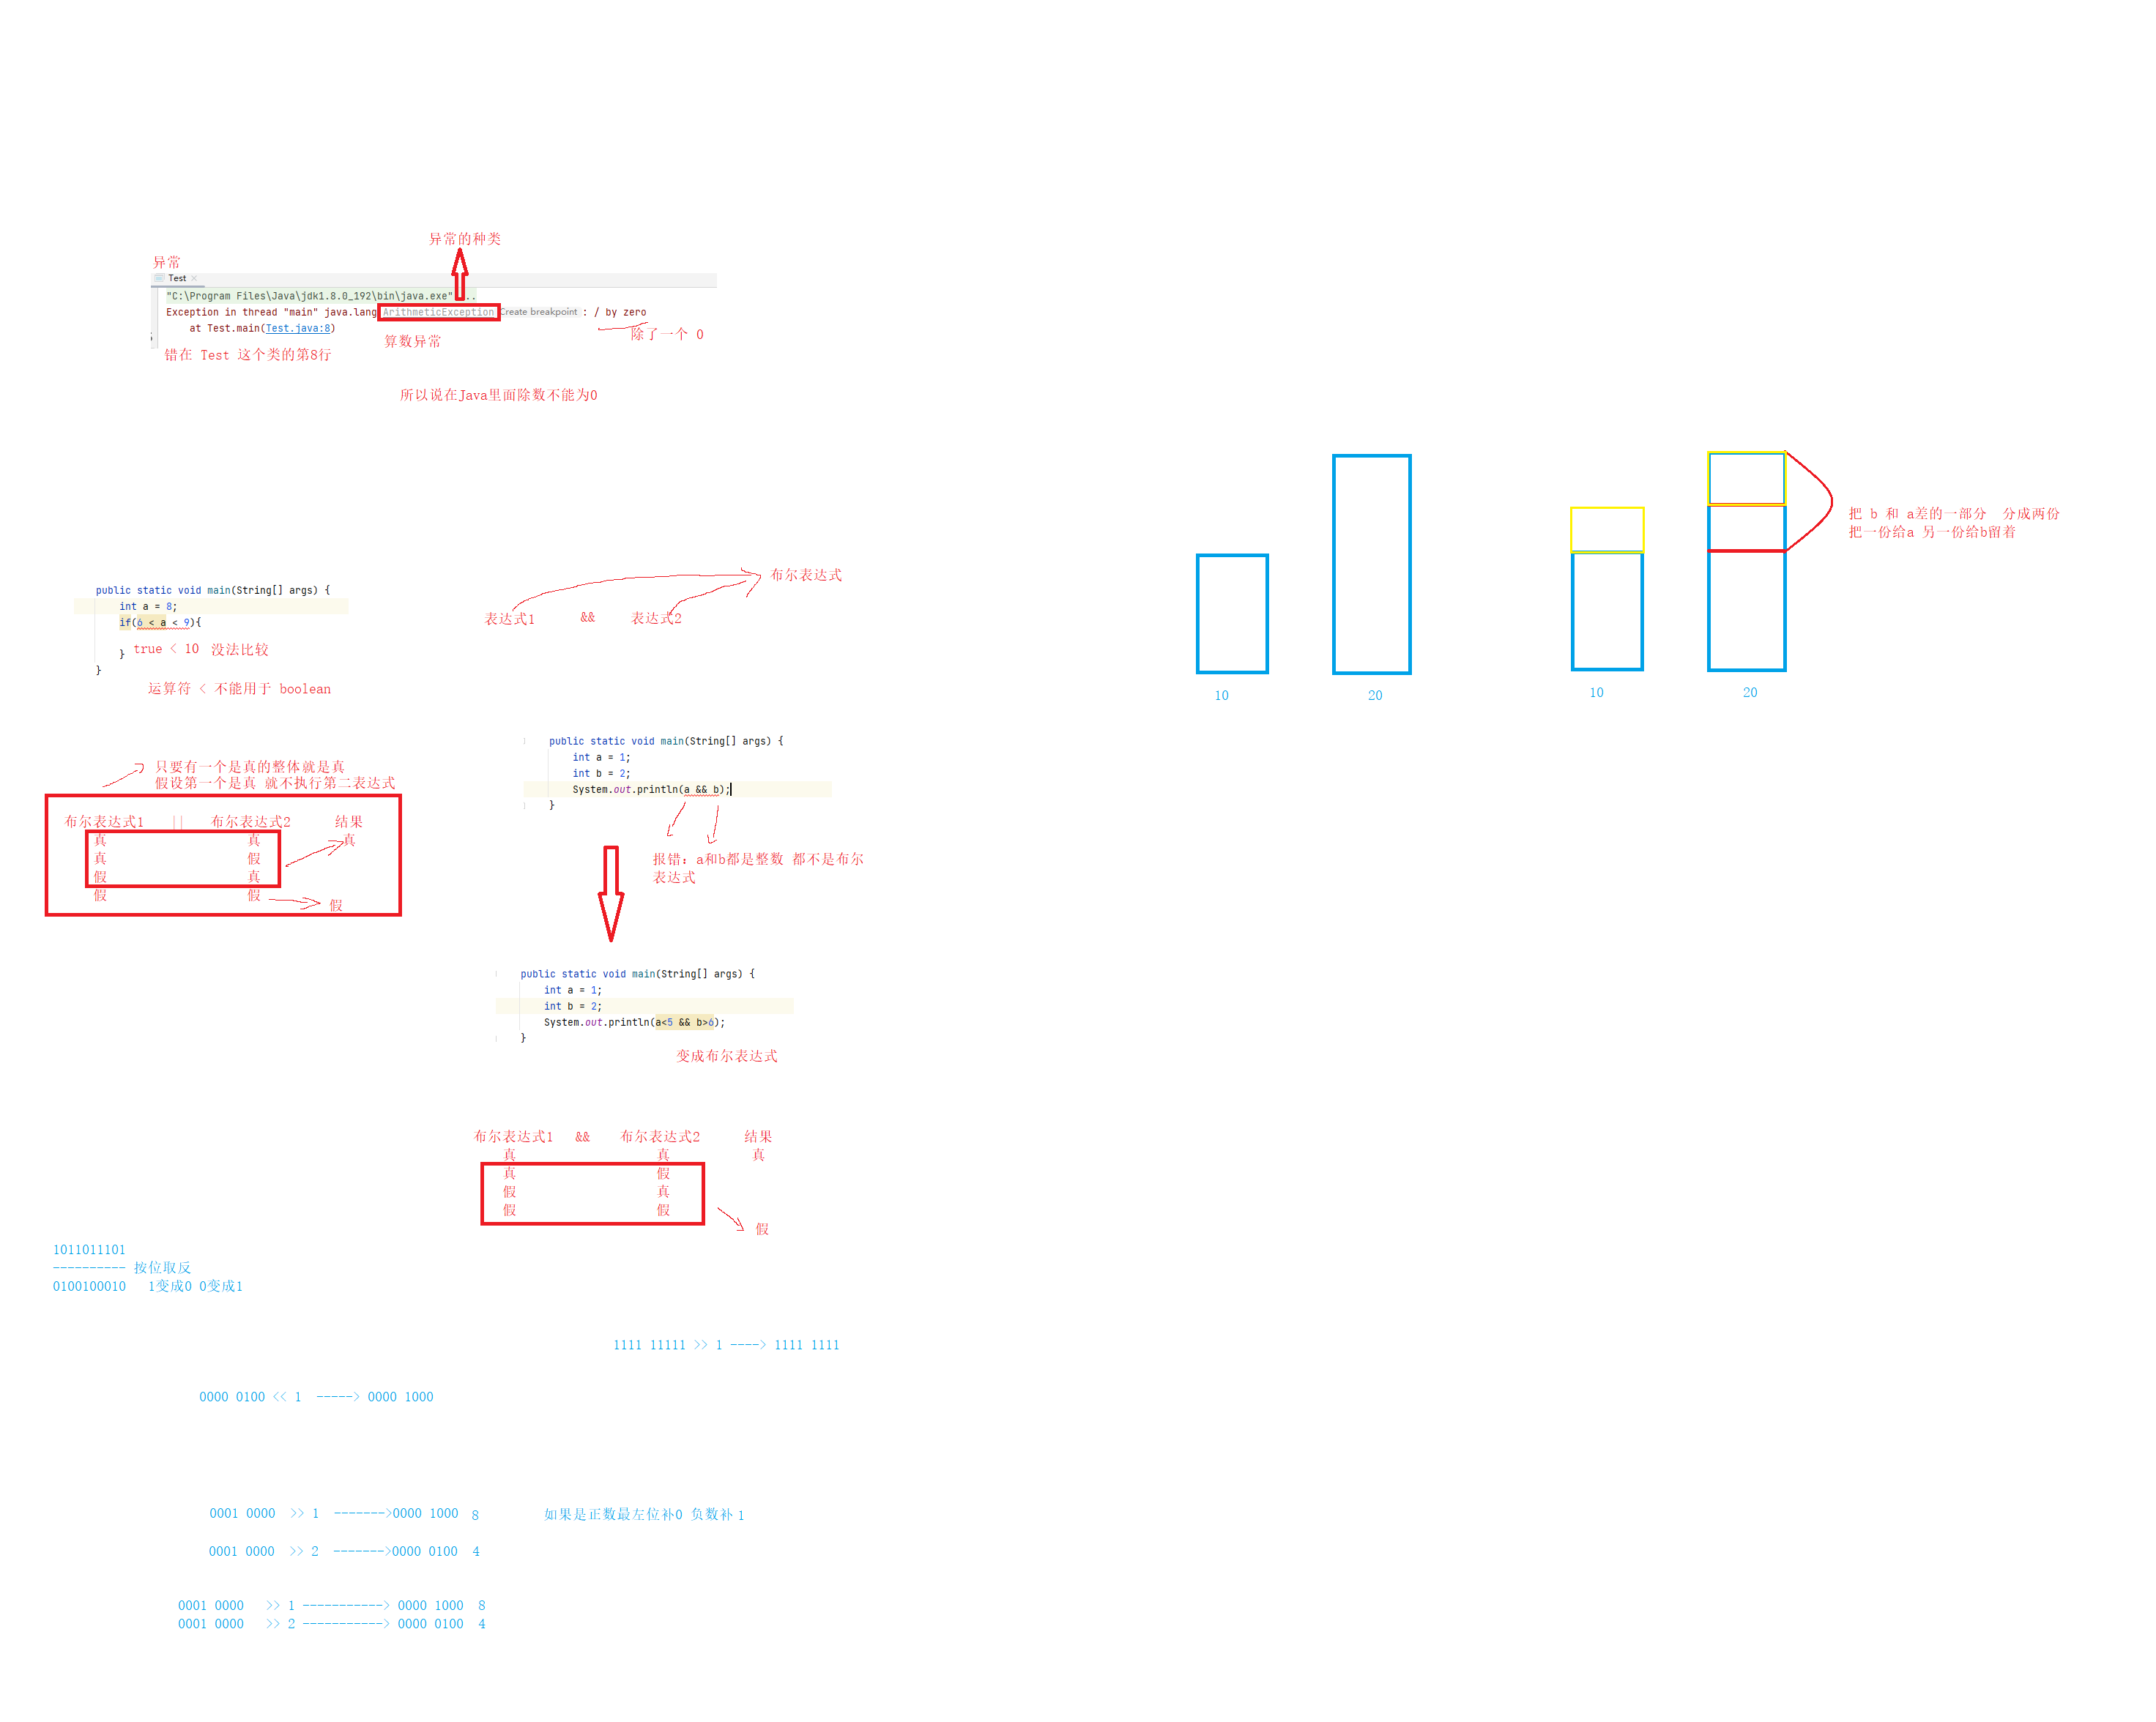 异常的种类
异常
Test
"C:\Program Files\Java\jdk1.8.0_192\bin\java.exe" ...
Exception in thread "main" java.lang ArithmeticException Create breakpoint : / by zero
at Test.main(Test.java:8)
除了一个 0
算数异常
错在 Test 这个类的第8行
所以说在Java里面除数不能为0
把 b 和 a差的一部分 分成两份
把一份给a 另一份给b留着
10
20
10
20
public static void main(String[] args) {
int a = 8;
if(6 < a < 9){
}
}
true < 10 没法比较
运算符 < 不能用于 boolean
布尔表达式
表达式1 && 表达式2
public static void main(String[] args) {
int a = 1;
int b = 2;
System.out.println(a && b);
}
报错: a和b都是整数 都不是布尔
表达式
只要有一个是真的整体就是真
假设第一个是真 就不执行第二表达式
布尔表达式1 || 布尔表达式2 结果
真 真 真
真 假
假 真
假 假 假
public static void main(String[] args) {
int a = 1;
int b = 2;
System.out.println(a<5 && b>6);
}
变成布尔表达式
布尔表达式1 && 布尔表达式2 结果
真 真 真
真 假
假 真
假 假
假
1011011101
---------- 按位取反
0100100010 1变成0 0变成1
1111 11111 >> 1 ----> 1111 1111
0000 0100 << 1 -----> 0000 1000
0001 0000 >> 1 ------->0000 1000 8
如果是正数最左位补0 负数补 1
0001 0000 >> 2 ------->0000 0100 4
0001 0000 >> 1 -----------> 0000 1000 8
0001 0000 >> 2 -----------> 0000 0100 4